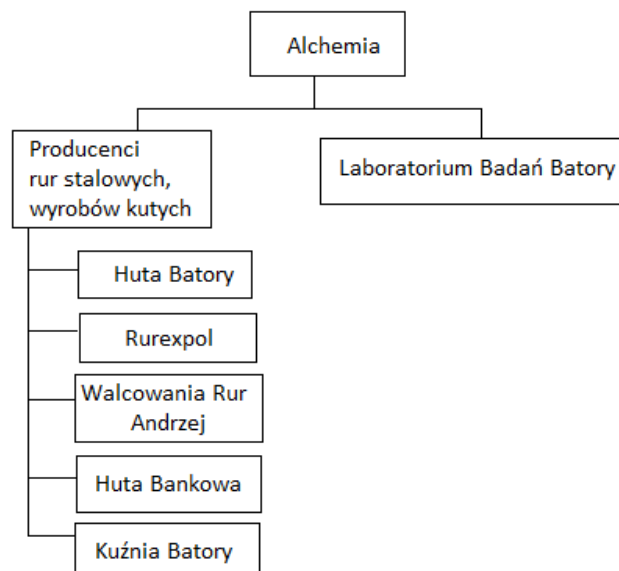 Alchemia
Producenci
rur stalowych,
wyrobów kutych
Laboratorium Badań Batory
Huta Batory
Rurexpol
Walcowania Rur
Andrzej
Huta Bankowa
Kuźnia Batory